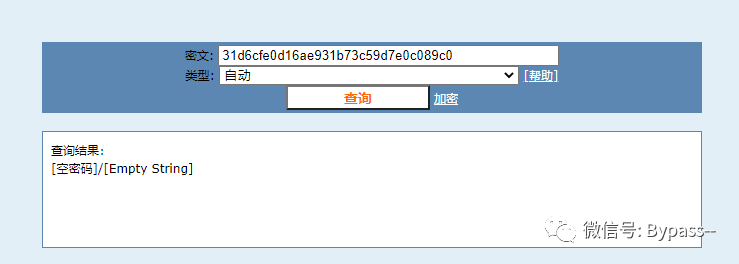 密文: 31d6cfe0d16ae931b73c59d7e0c089c0
类型: 自动 [帮助]
查询 加密
查询结果:
[空密码]/[Empty String]
微信号: Bypass--